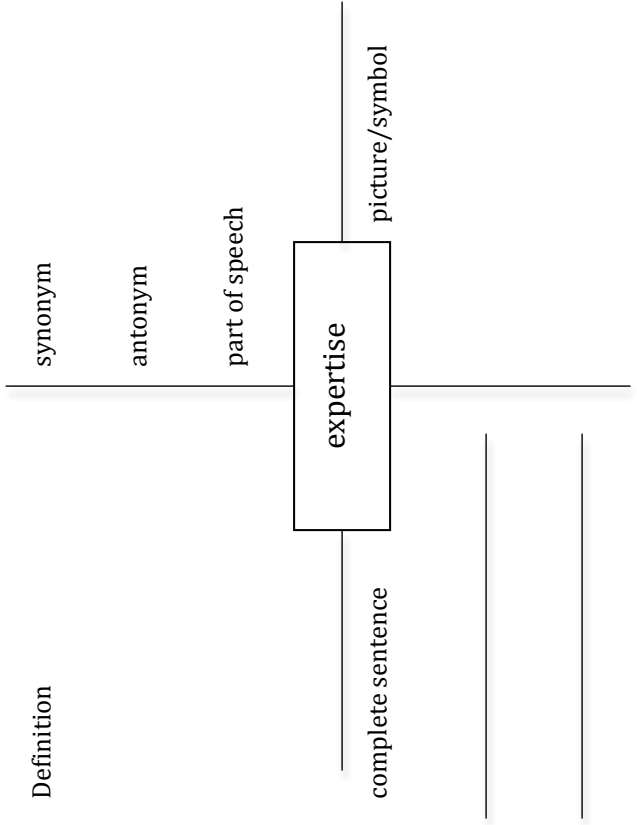 Definition
synonym
antonym
part of speech
expertise
complete sentence
picture/symbol